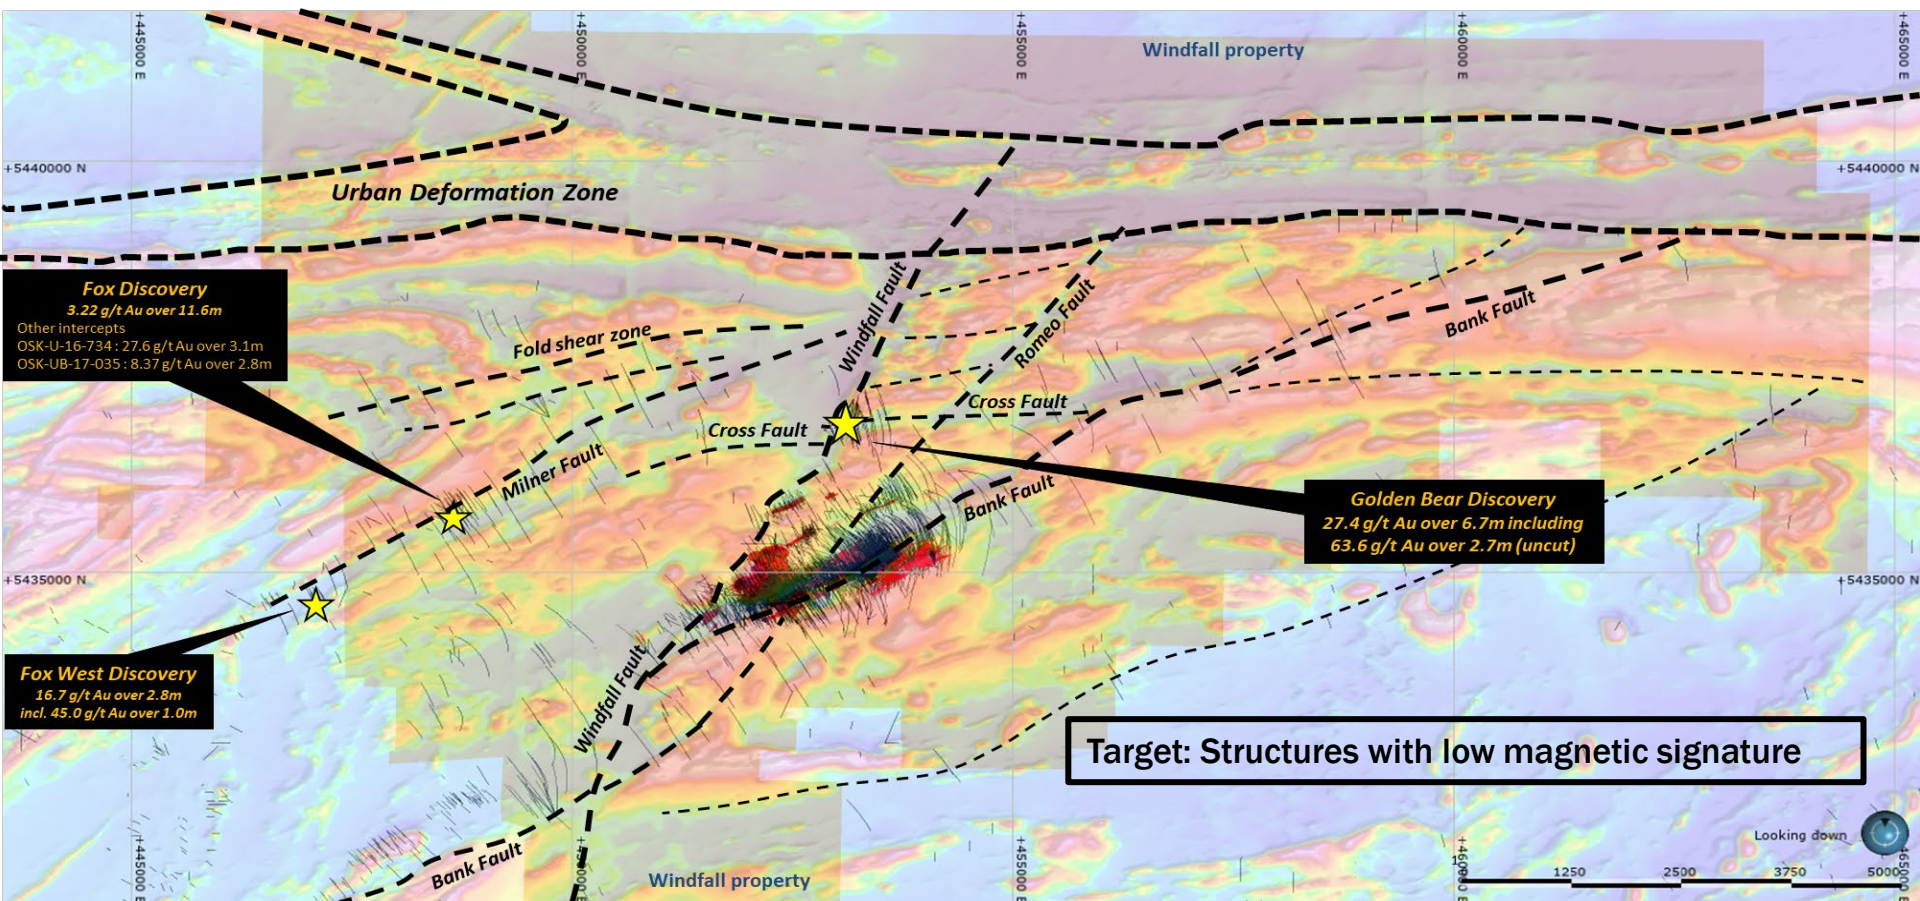 +445000 E
+450000 E
+455000 E
+460000 E
+465000 E
Windfall property
+5440000 N
+5440000 N
Urban Deformation Zone
Fox Discovery
3.22 g/t Au over 11.6m
Other intercepts
OSK-U-16-734 : 27.6 g/t Au over 3.1m
OSK-UB-17-035 : 8.37 g/t Au over 2.8m
Fold shear zone
Windfall Fault
Romeo Fault
Bank Fault
Cross Fault
Cross Fault
Milner Fault
Bank Fault
Golden Bear Discovery
27.4 g/t Au over 6.7m including
63.6 g/t Au over 2.7m (uncut)
+5435000 N
+5435000 N
Fox West Discovery
16.7 g/t Au over 2.8m
incl. 45.0 g/t Au over 1.0m
Windfall Fault
Target: Structures with low magnetic signature
Looking down
Bank Fault
Windfall property
1250
2500
3750
5000
+445000 E
+450000 E
+455000 E
+460000 E